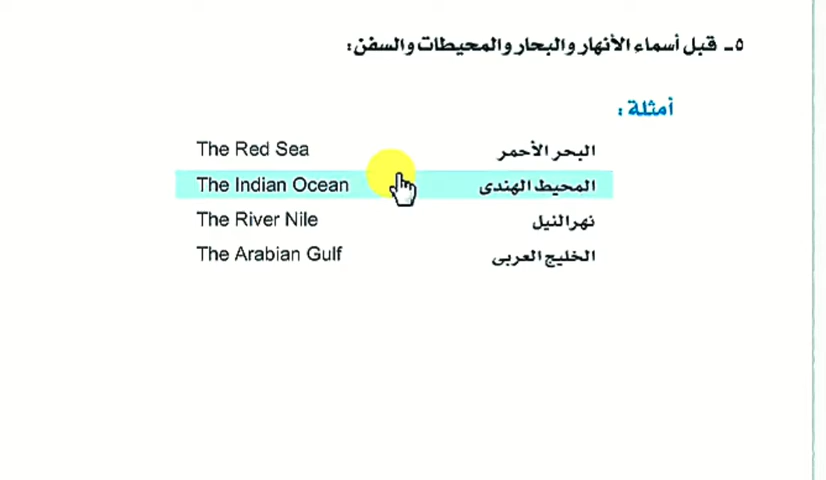 ٥- قبل أسماء الأنهار والبحار والمحيطات والسفن:
أمثلة :
The Red Sea البحر الأحمر
The Indian Ocean المحيط الهندى
The River Nile نهر النيل
The Arabian Gulf الخليج العربى